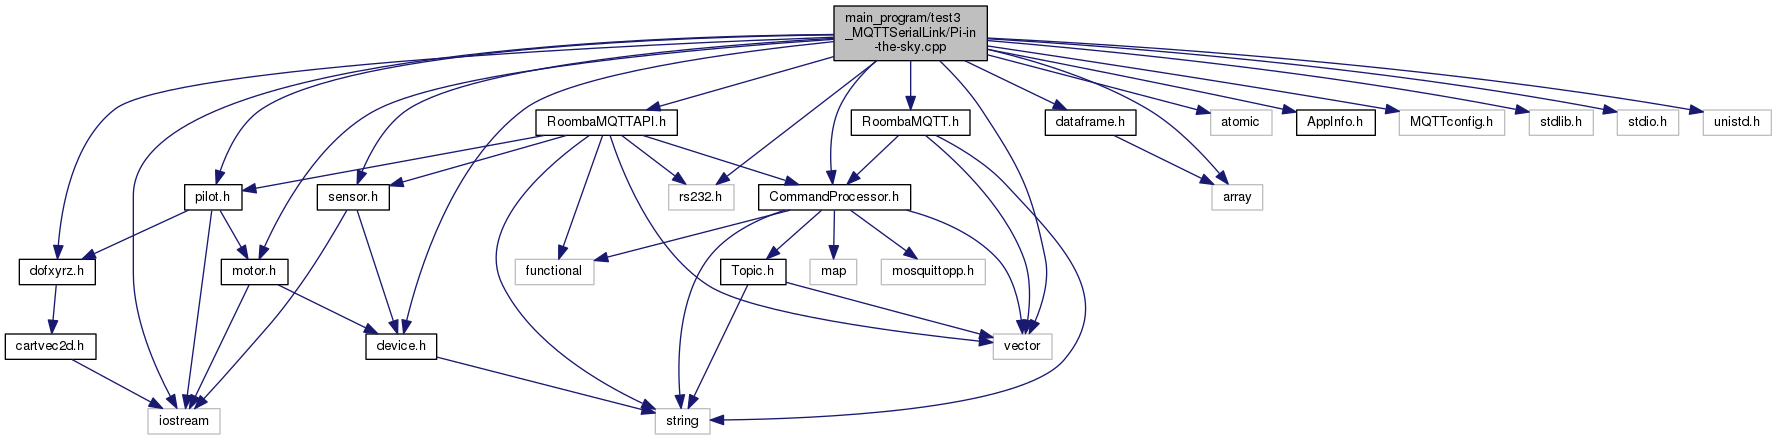 main_program/test3
_MQTTSerialLink/Pi-in
-the-sky.cpp
RoombaMQTTAPI.h
RoombaMQTT.h
dataframe.h
atomic
AppInfo.h
MQTTconfig.h
stdlib.h
stdio.h
unistd.h
pilot.h
sensor.h
rs232.h
CommandProcessor.h
array
dofxyrz.h
motor.h
functional
Topic.h
map
mosquittopp.h
cartvec2d.h
device.h
vector
iostream
string